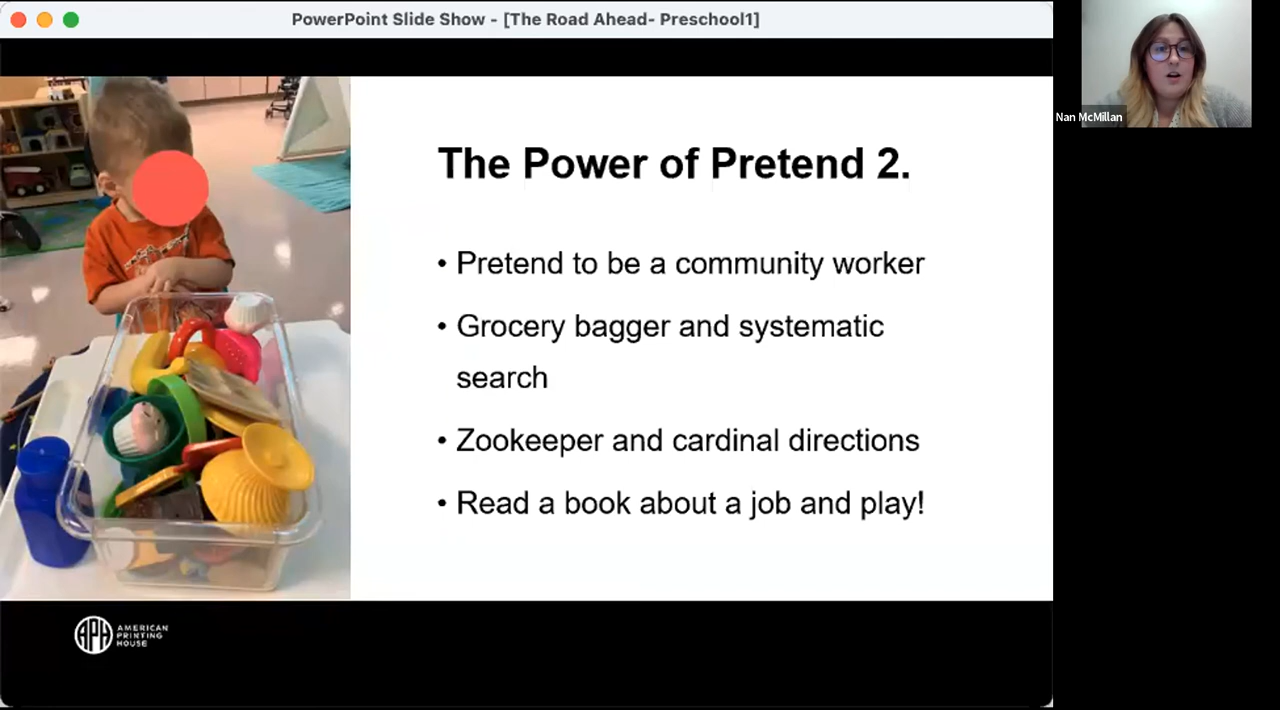 PowerPoint Slide Show - [The Road Ahead- Preschool1]
Nan McMillan
The Power of Pretend 2.
• Pretend to be a community worker
• Grocery bagger and systematic
search
• Zookeeper and cardinal directions
• Read a book about a job and play!
APH
AMERICAN
PRINTING
HOUSE